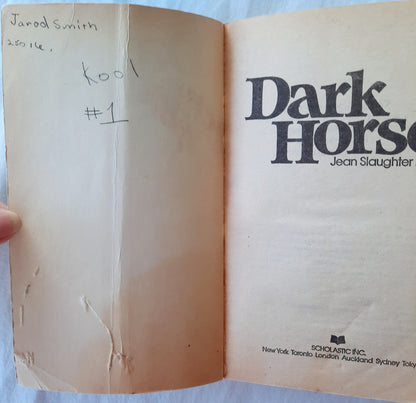 Jarod Smith
Kool
#1
Dark
Horse
Jean Slaughter
SCHOLASTIC INC.
New York Toronto London Auckland Sydney Toky